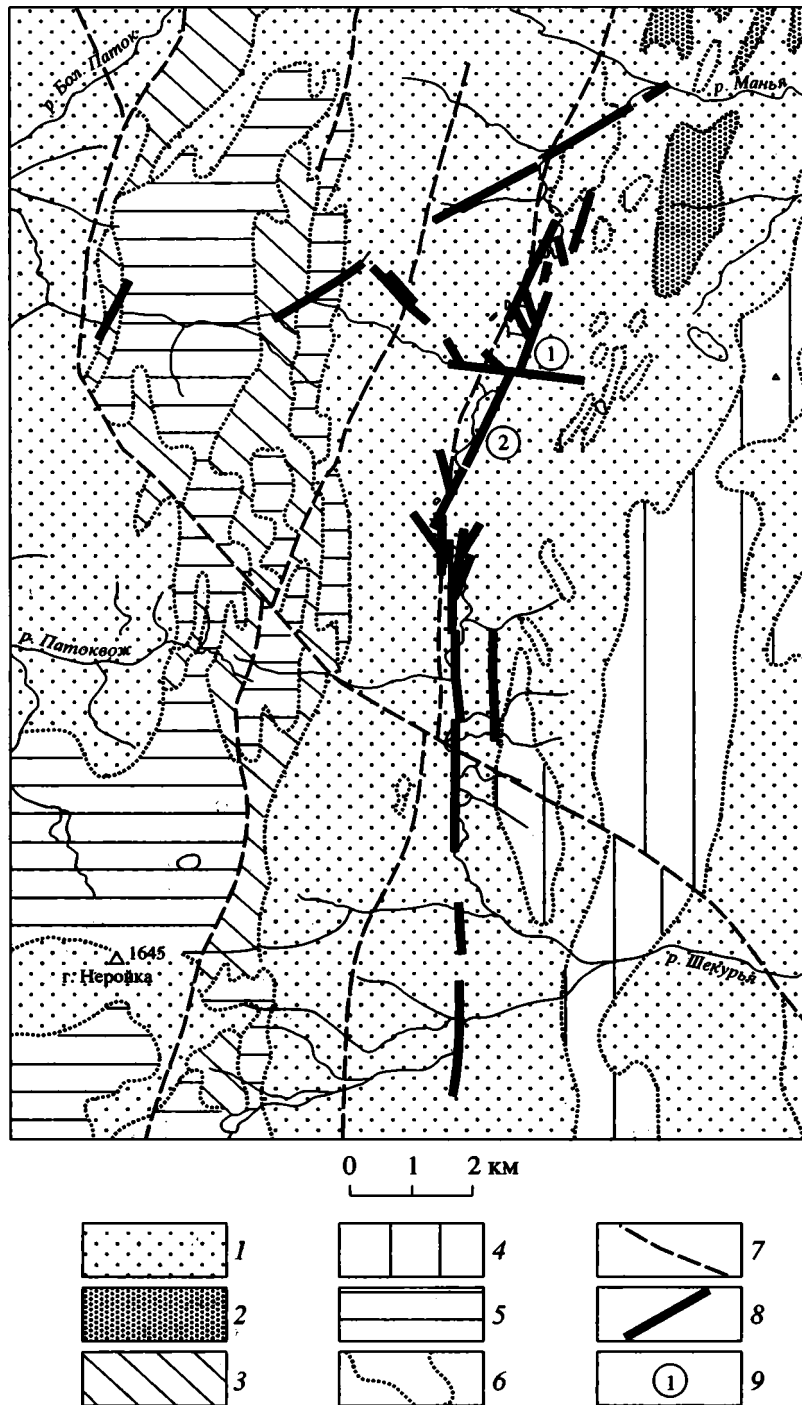 р. Бол. Паток
р. Манья
1
2
р. Патоквож
1645
г. Неройка
р. Щекурья
0 1 2 км
1 4 7
2 5 8
3 6 1 9